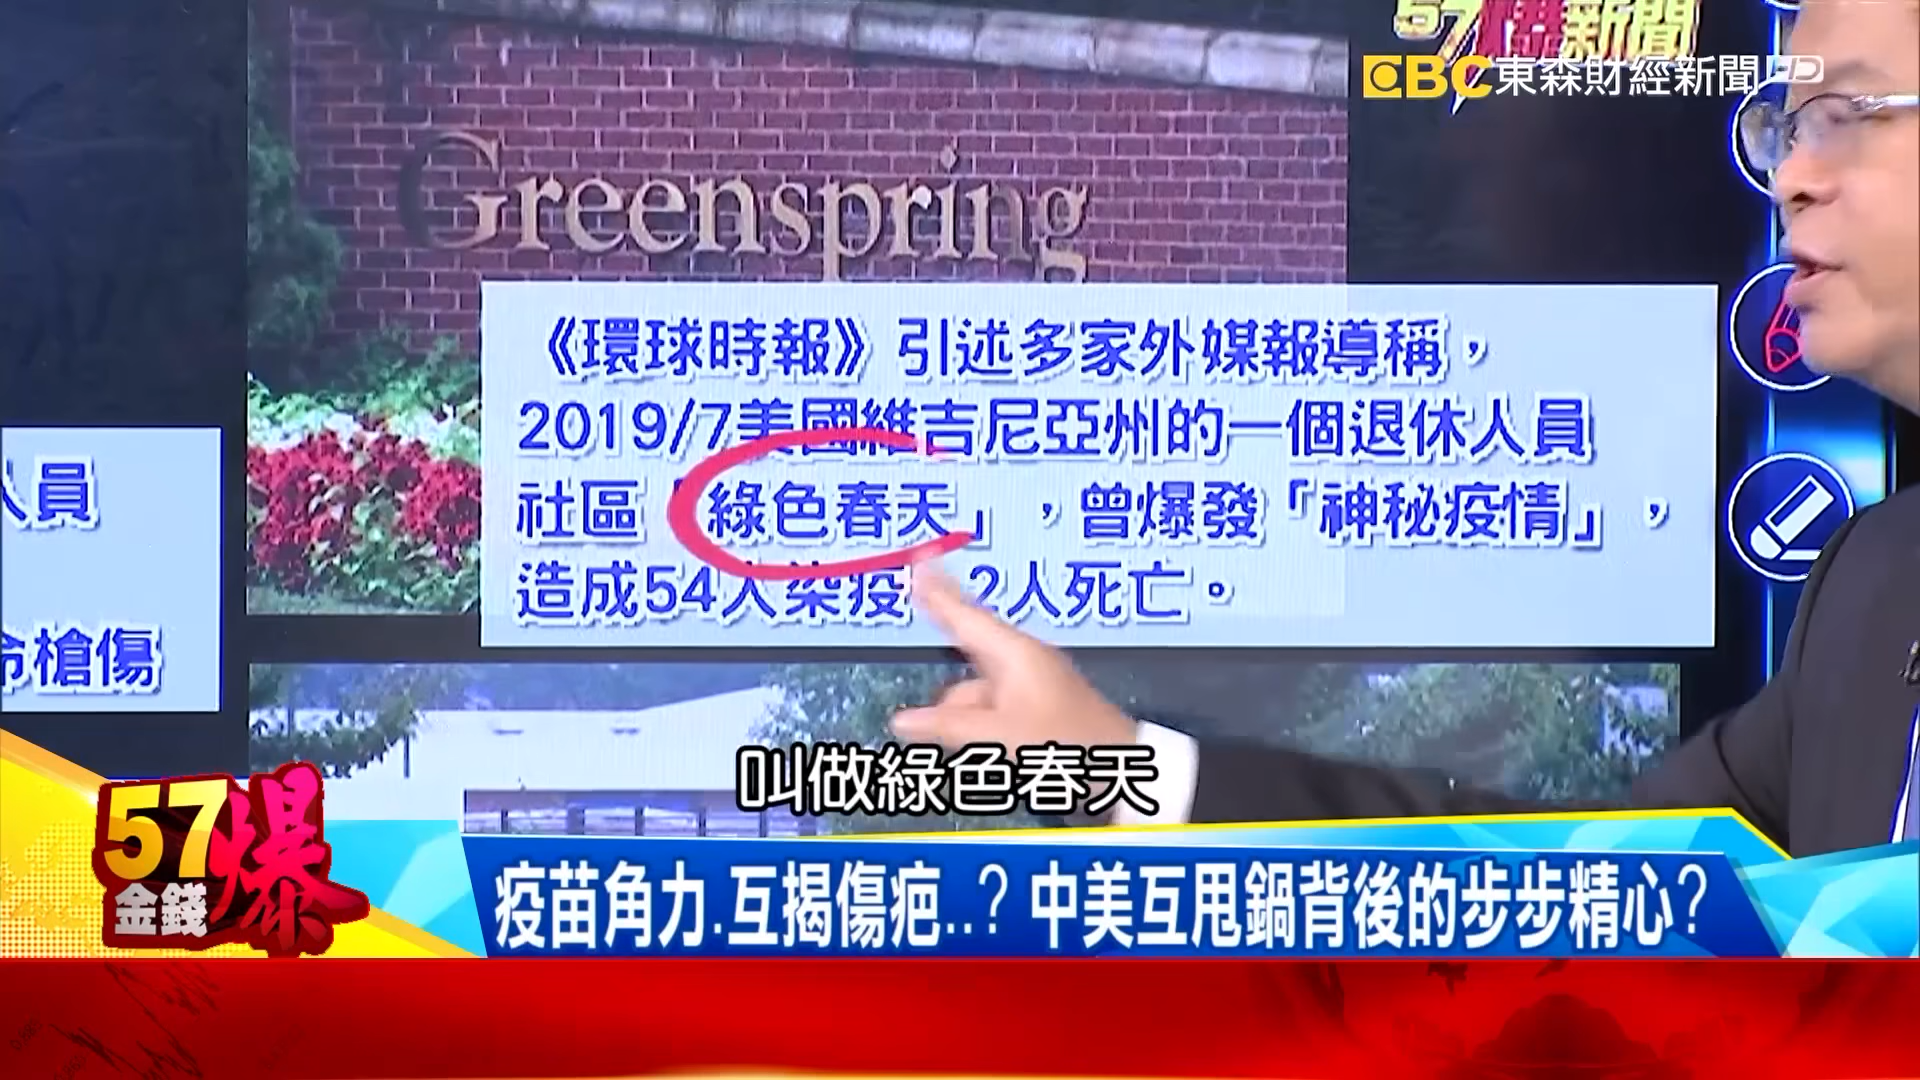 57爆新聞
EBC東森財經新聞HD
Greenspring
《環球時報》引述多家外媒報導稱，
2019/7美國維吉尼亞州的一個退休人員
社區「綠色春天」，曾爆發「神秘疫情」，
造成54人染疫 2人死亡。
人員
命槍傷
叫做綠色春天
57爆
金錢
疫苗角力.互揭傷疤..? 中美互甩鍋背後的步步精心?